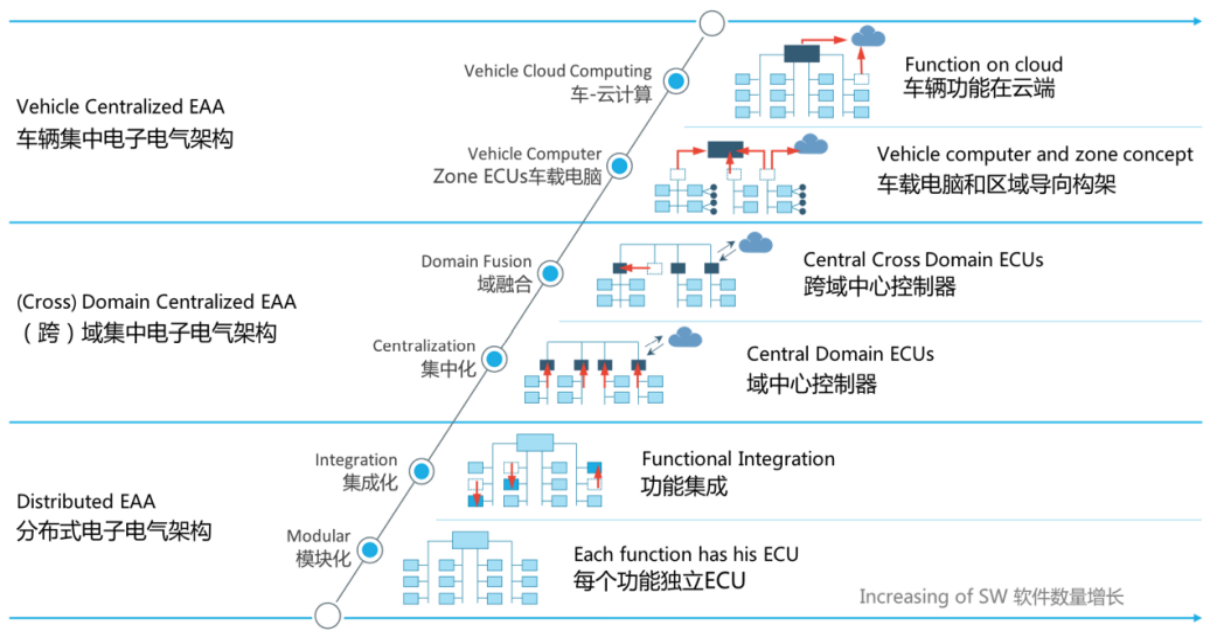 Vehicle Cloud Computing
车-云计算
Function on cloud
车辆功能在云端
Vehicle Centralized EAA
车辆集中电子电气架构
Vehicle Computer
Zone ECUs车载电脑
Vehicle computer and zone concept
车载电脑和区域导向构架
Domain Fusion
域融合
Central Cross Domain ECUs
跨域中心控制器
(Cross) Domain Centralized EAA
（跨）域集中电子电气架构
Centralization
集中化
Central Domain ECUs
域中心控制器
Integration
集成化
Functional Integration
功能集成
Distributed EAA
分布式电子电气架构
Modular
模块化
Each function has his ECU
每个功能独立ECU
Increasing of SW 软件数量增长